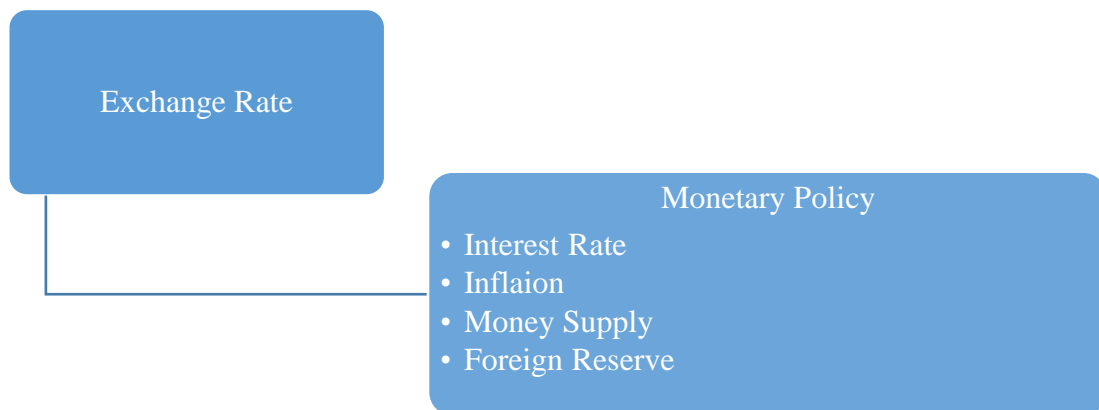 Exchange Rate
Monetary Policy
• Interest Rate
• Inflaion
• Money Supply
• Foreign Reserve